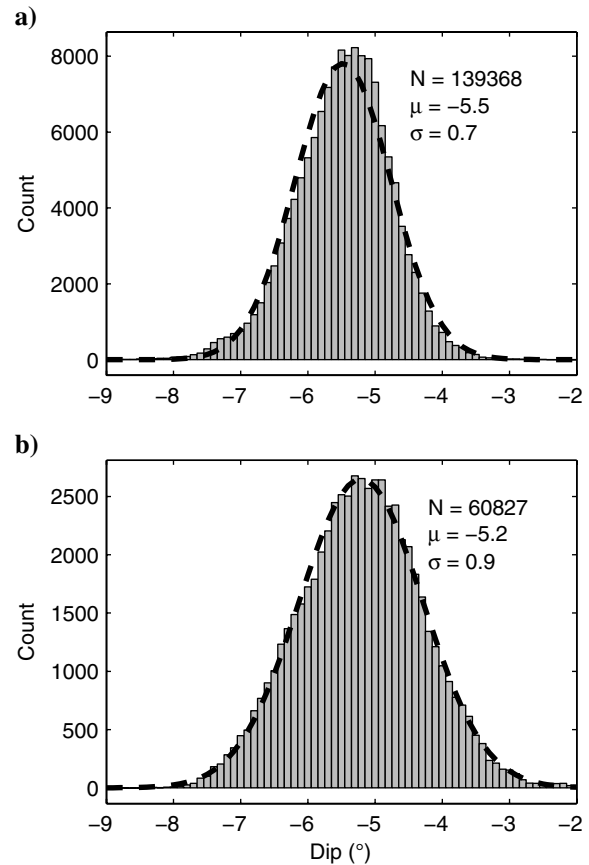 a)
8000
6000
4000
2000
0
Count
N = 139368
μ = −5.5
σ = 0.7
−9 −8 −7 −6 −5 −4 −3 −2
b)
2500
2000
1500
1000
500
0
Count
N = 60827
μ = −5.2
σ = 0.9
−9 −8 −7 −6 −5 −4 −3 −2
Dip (°)